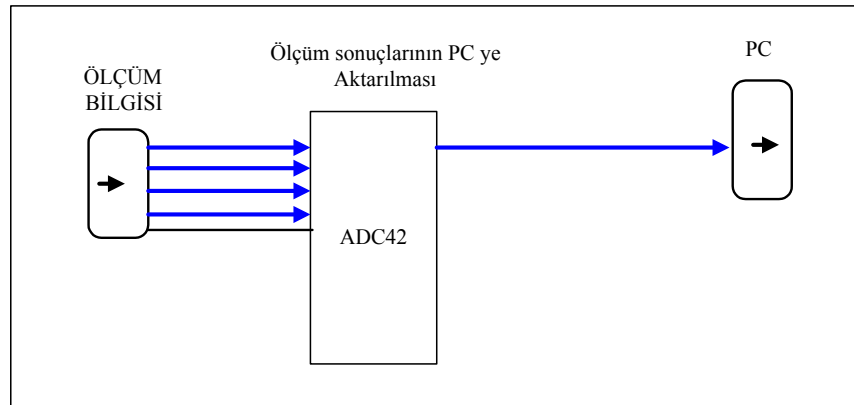 Ölçüm sonuçlarının PC ye
Aktarılması
PC
ÖLÇÜM
BİLGİSİ
ADC42